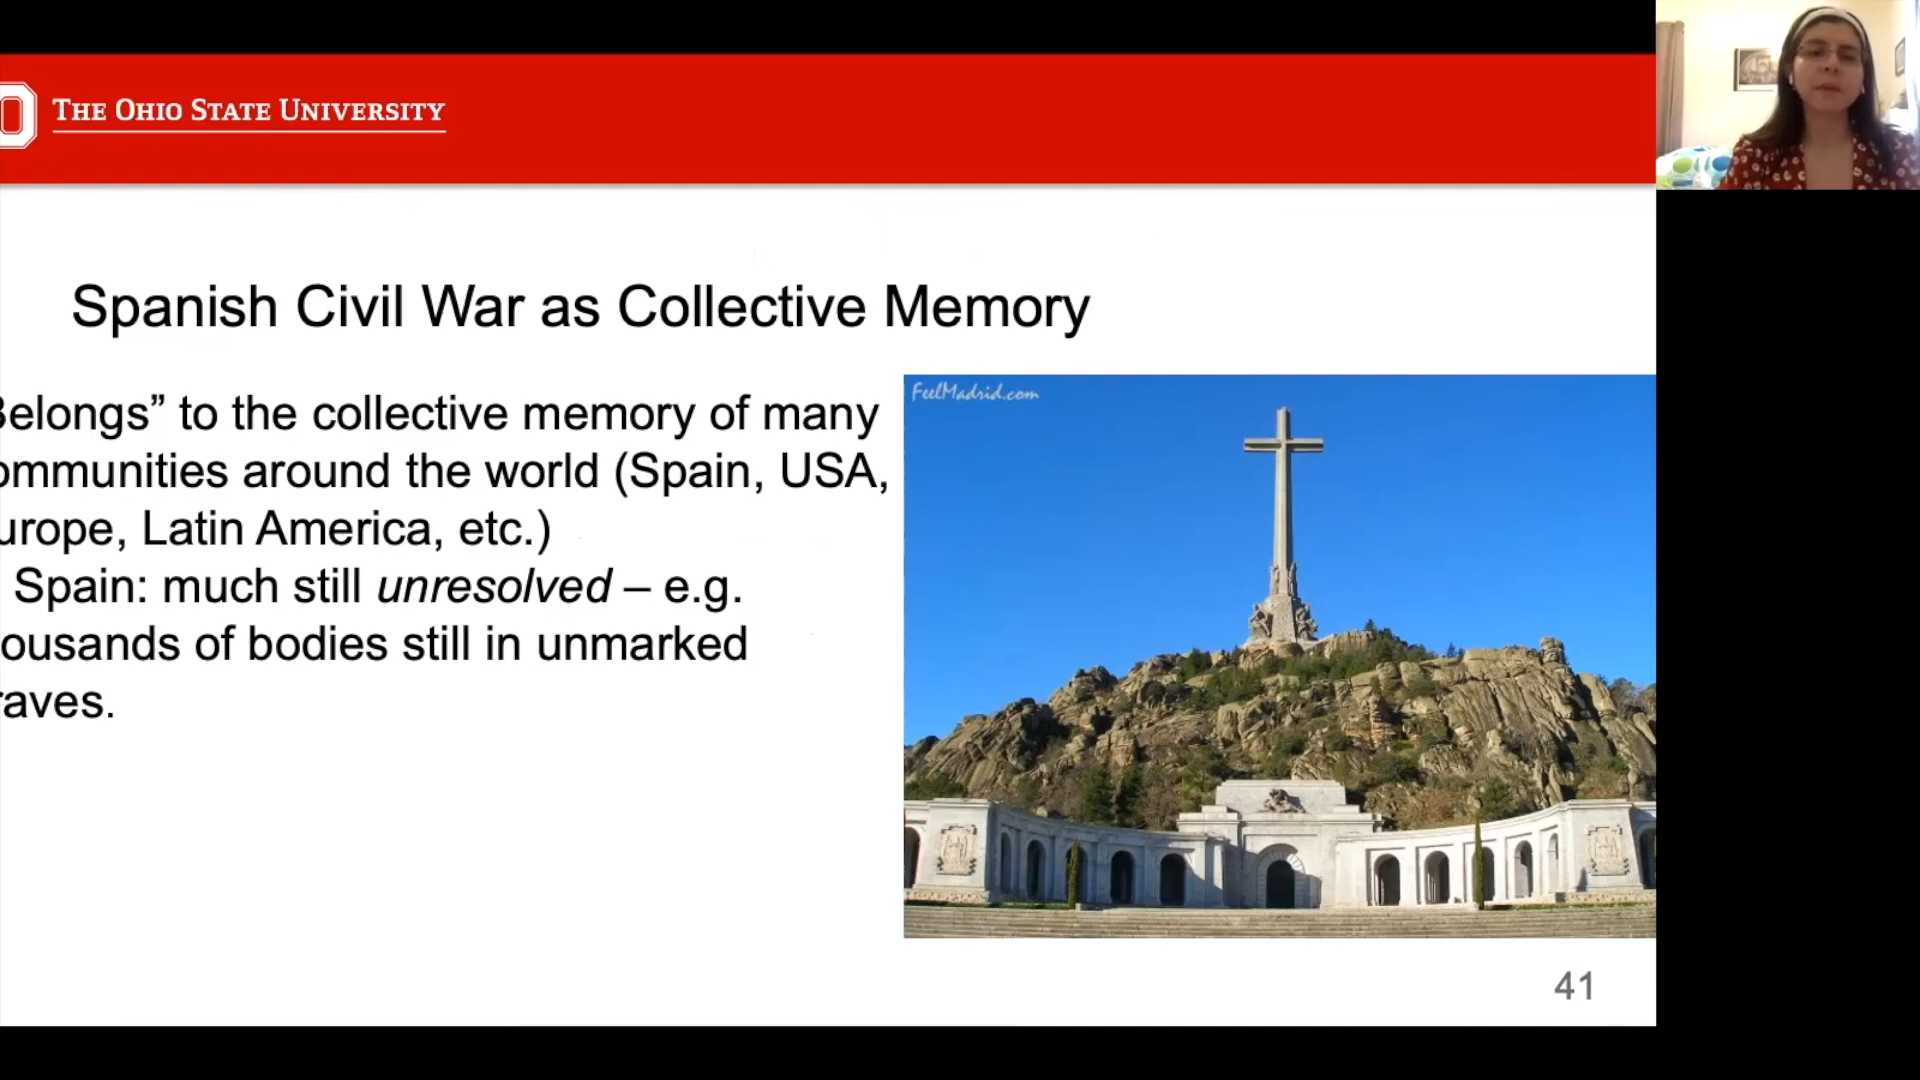 THE OHIO STATE UNIVERSITY
Spanish Civil War as Collective Memory
Belongs” to the collective memory of many
ommunities around the world (Spain, USA,
urope, Latin America, etc.)
Spain: much still unresolved – e.g.
ousands of bodies still in unmarked
raves.
FeelMadrid.com
41